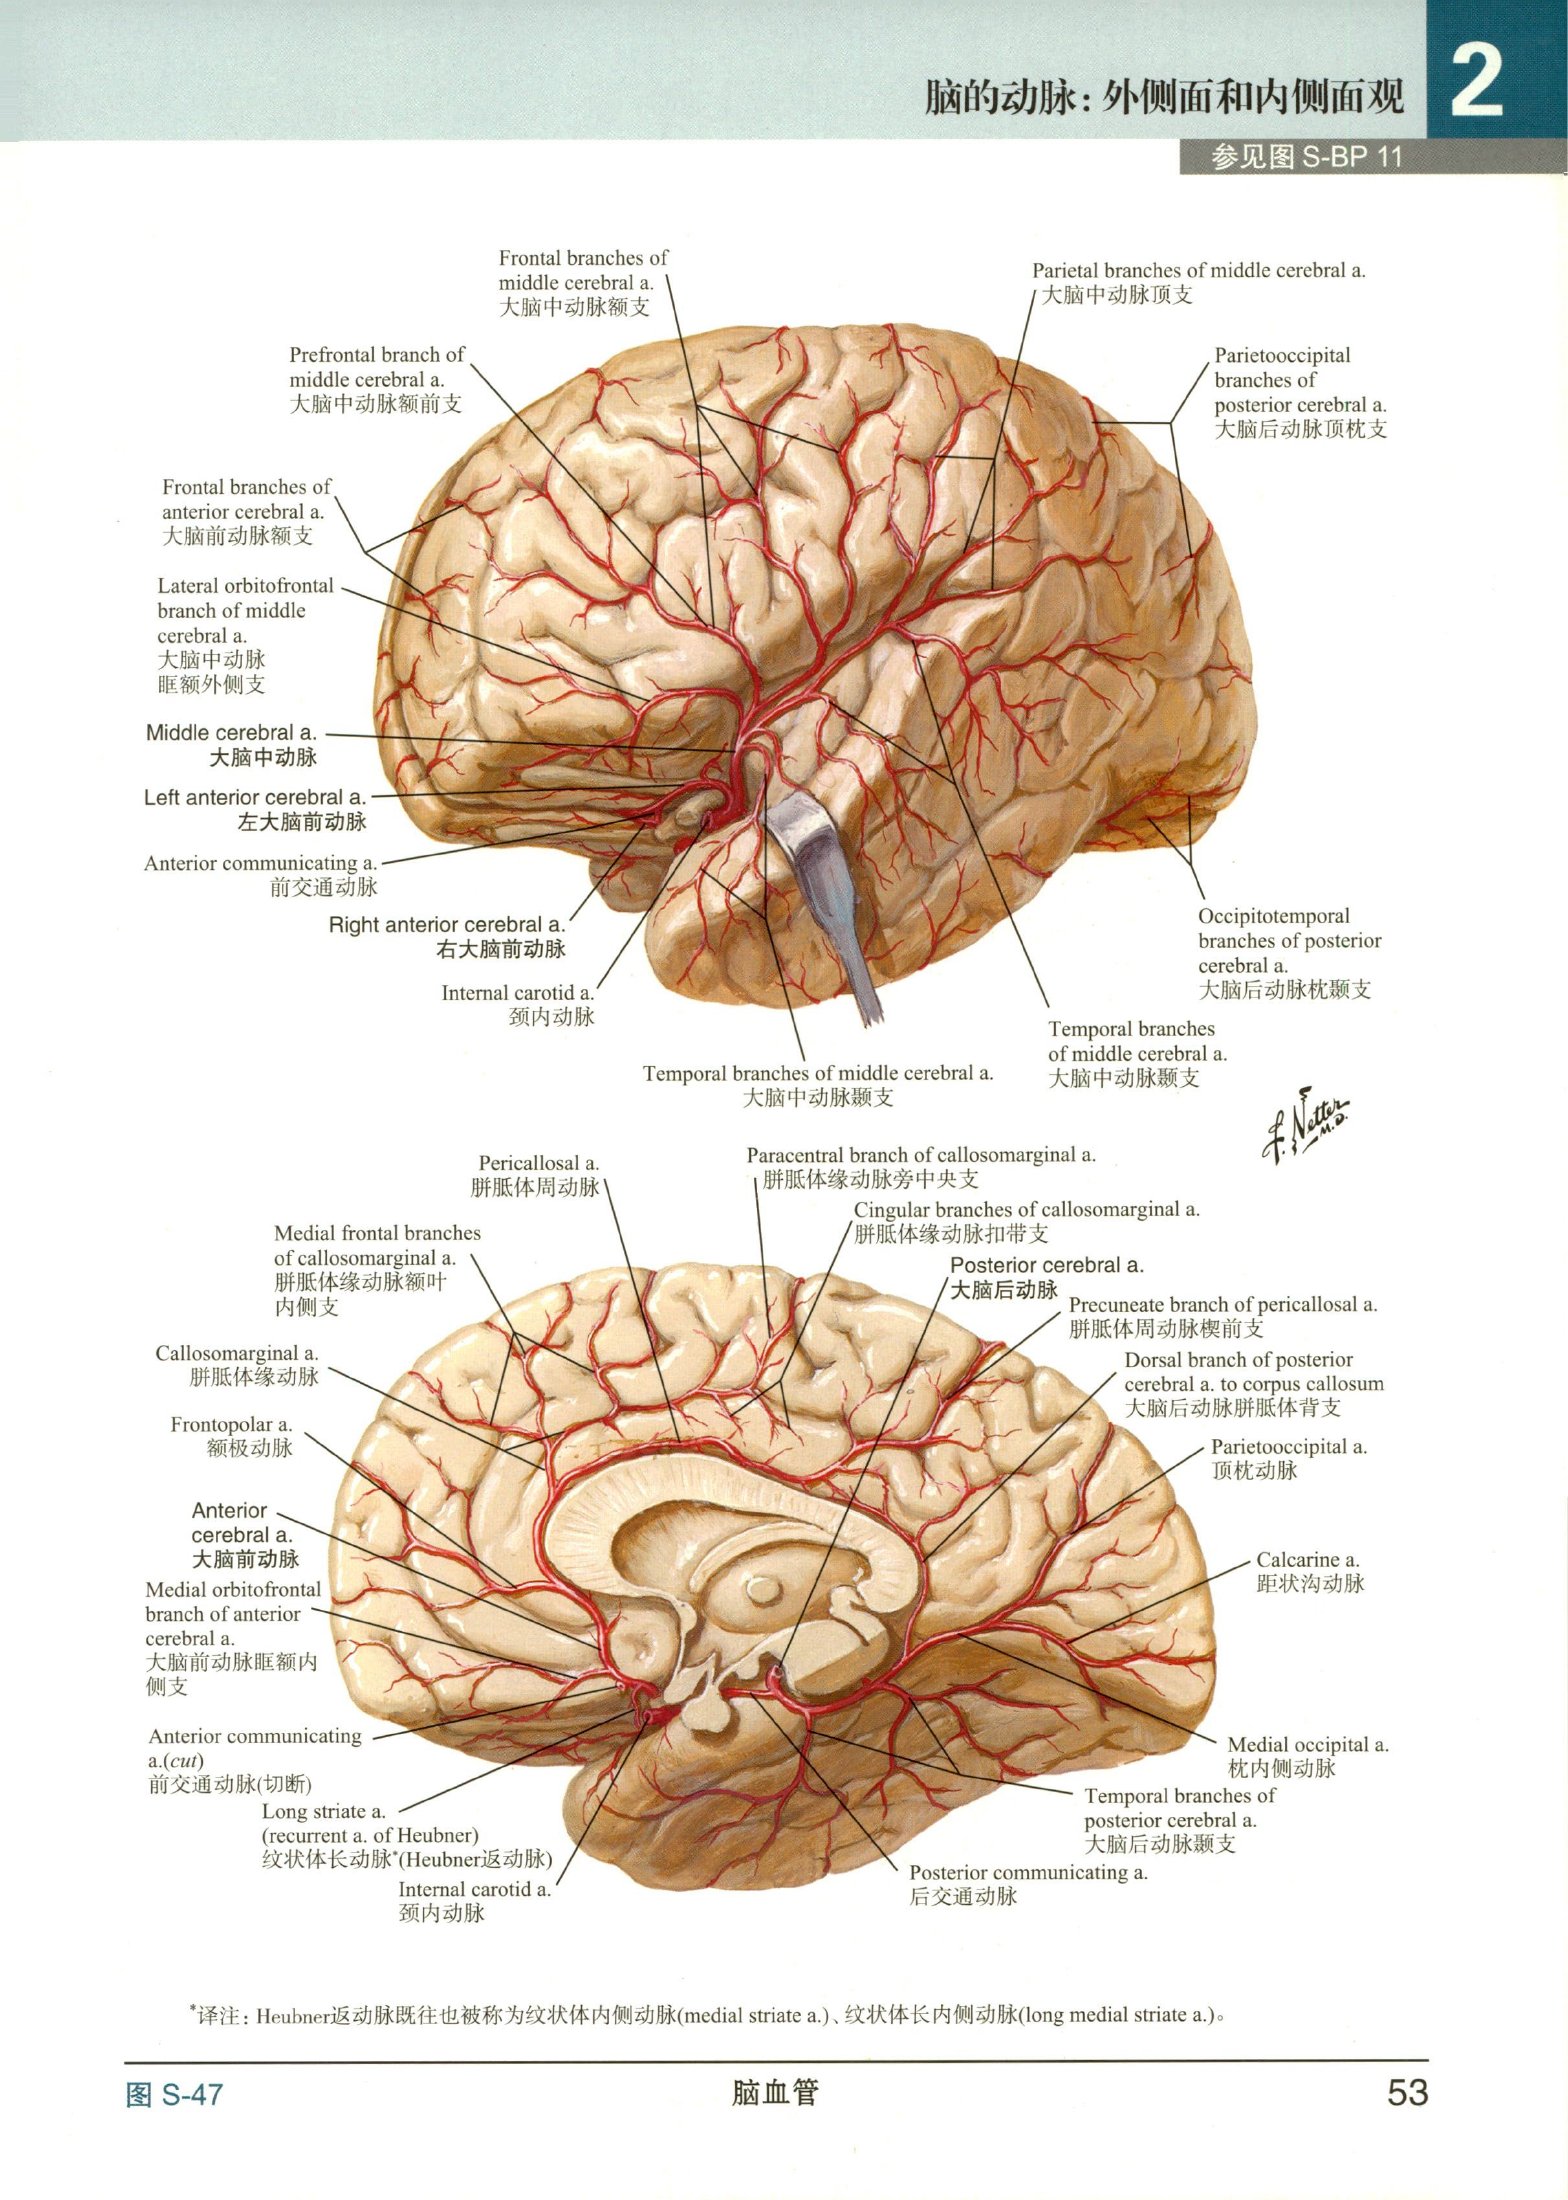 脑的动脉：外侧面和内侧面观
2
参见图 S-BP 11
Frontal branches of
middle cerebral a.
大脑中动脉额支
Parietal branches of middle cerebral a.
大脑中动脉顶支
Prefrontal branch of
middle cerebral a.
大脑中动脉额前支
Parietooccipital
branches of
posterior cerebral a.
大脑后动脉顶枕支
Frontal branches of
anterior cerebral a.
大脑前动脉额支
Lateral orbitofrontal
branch of middle
cerebral a.
大脑中动脉
眶额外侧支
Middle cerebral a.
大脑中动脉
Left anterior cerebral a.
左大脑前动脉
Anterior communicating a.
前交通动脉
Right anterior cerebral a.
右大脑前动脉
Internal carotid a.
颈内动脉
Occipitotemporal
branches of posterior
cerebral a.
大脑后动脉枕颞支
Temporal branches
of middle cerebral a.
大脑中动脉颞支
Temporal branches of middle cerebral a.
大脑中动脉颞支
F. Netter
M.D.
Pericallosal a.
胼胝体周动脉
Paracentral branch of callosomarginal a.
胼胝体缘动脉旁中央支
Cingular branches of callosomarginal a.
胼胝体缘动脉扣带支
Medial frontal branches
of callosomarginal a.
胼胝体缘动脉额叶
内侧支
Posterior cerebral a.
大脑后动脉
Precuneate branch of pericallosal a.
胼胝体周动脉楔前支
Callosomarginal a.
胼胝体缘动脉
Dorsal branch of posterior
cerebral a. to corpus callosum
大脑后动脉胼胝体背支
Frontopolar a.
额极动脉
Parietooccipital a.
顶枕动脉
Anterior
cerebral a.
大脑前动脉
Calcarine a.
距状沟动脉
Medial orbitofrontal
branch of anterior
cerebral a.
大脑前动脉眶额内
侧支
Anterior communicating
a.(cut)
前交通动脉(切断)
Medial occipital a.
枕内侧动脉
Long striate a.
(recurrent a. of Heubner)
纹状体长动脉*(Heubner返动脉)
Temporal branches of
posterior cerebral a.
大脑后动脉颞支
Internal carotid a.
颈内动脉
Posterior communicating a.
后交通动脉
*译注：Heubner返动脉既往也被称为纹状体内侧动脉(medial striate a.)、纹状体长内侧动脉(long medial striate a.)。
图 S-47
脑血管
53